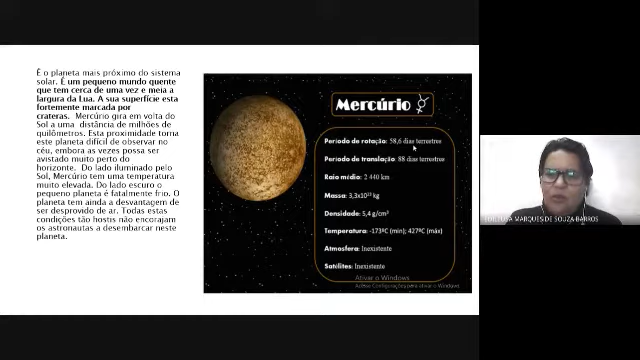 É o planeta mais próximo do sistema
solar. É um pequeno mundo quente
que tem cerca de uma vez e meia a
largura da Lua. A sua superfície esta
fortemente marcada por
crateras. Mercúrio gira em volta do
Sol a uma distância de milhões de
quilômetros. Esta proximidade torna
este planeta difícil de observar no
céu, embora as vezes possa ser
avistado muito perto do
horizonte. Do lado iluminado pelo
Sol, Mercúrio tem uma temperatura
muito elevada. Do lado escuro o
pequeno planeta é fatalmente frio. O
planeta tem ainda a desvantagem de
ser desprovido de ar. Todas estas
condições tão hostis não encorajam
os astronautas a desembarcar neste
planeta.
Mercúrio
Período de rotação: 58,6 dias terrestres
Período de translação: 88 dias terrestres
Raio médio: 2 440 km
Massa: 3,3x10²³ kg
Densidade: 5,4 g/cm³
Temperatura: -173ºC (min); 427ºC (máx)
Atmosfera: Inexistente
Satélites: Inexistente
Ativar o Windows
Acesse Configurações para ativar o Windows.
MARQUES DE SOUZA BARROS